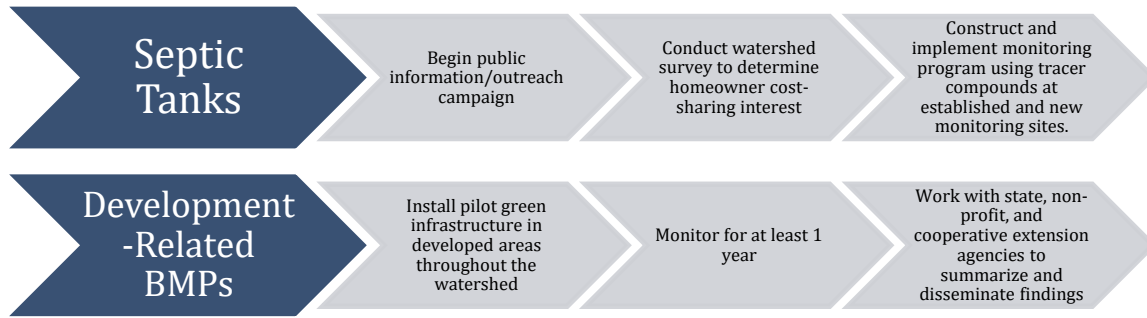 Septic
Tanks
Begin public
information/outreach
campaign
Conduct watershed
survey to determine
homeowner cost-
sharing interest
Construct and
implement monitoring
program using tracer
compounds at
established and new
monitoring sites.
Development
-Related
BMPs
Install pilot green
infrastructure in
developed areas
throughout the
watershed
Monitor for at least 1
year
Work with state, non-
profit, and
cooperative extension
agencies to
summarize and
disseminate findings